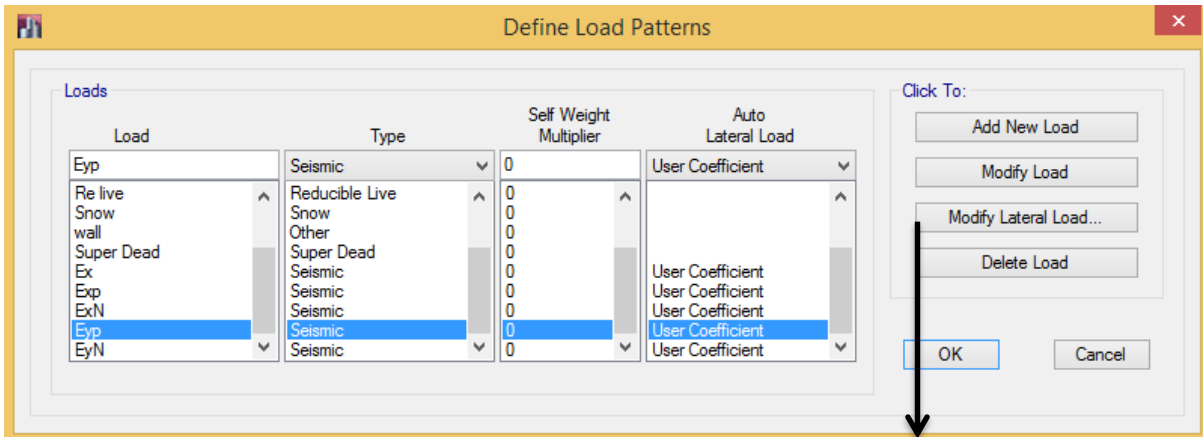 Define Load Patterns
Loads
Click To:
Load Type Self Weight Multiplier Auto Lateral Load
Eyp Seismic 0 User Coefficient
Re live Reducible Live 0
Snow Snow 0
wall Other 0
Super Dead Super Dead 0
Ex Seismic 0 User Coefficient
Exp Seismic 0 User Coefficient
ExN Seismic 0 User Coefficient
Eyp Seismic 0 User Coefficient
EyN Seismic 0 User Coefficient
Add New Load
Modify Load
Modify Lateral Load...
Delete Load
OK Cancel